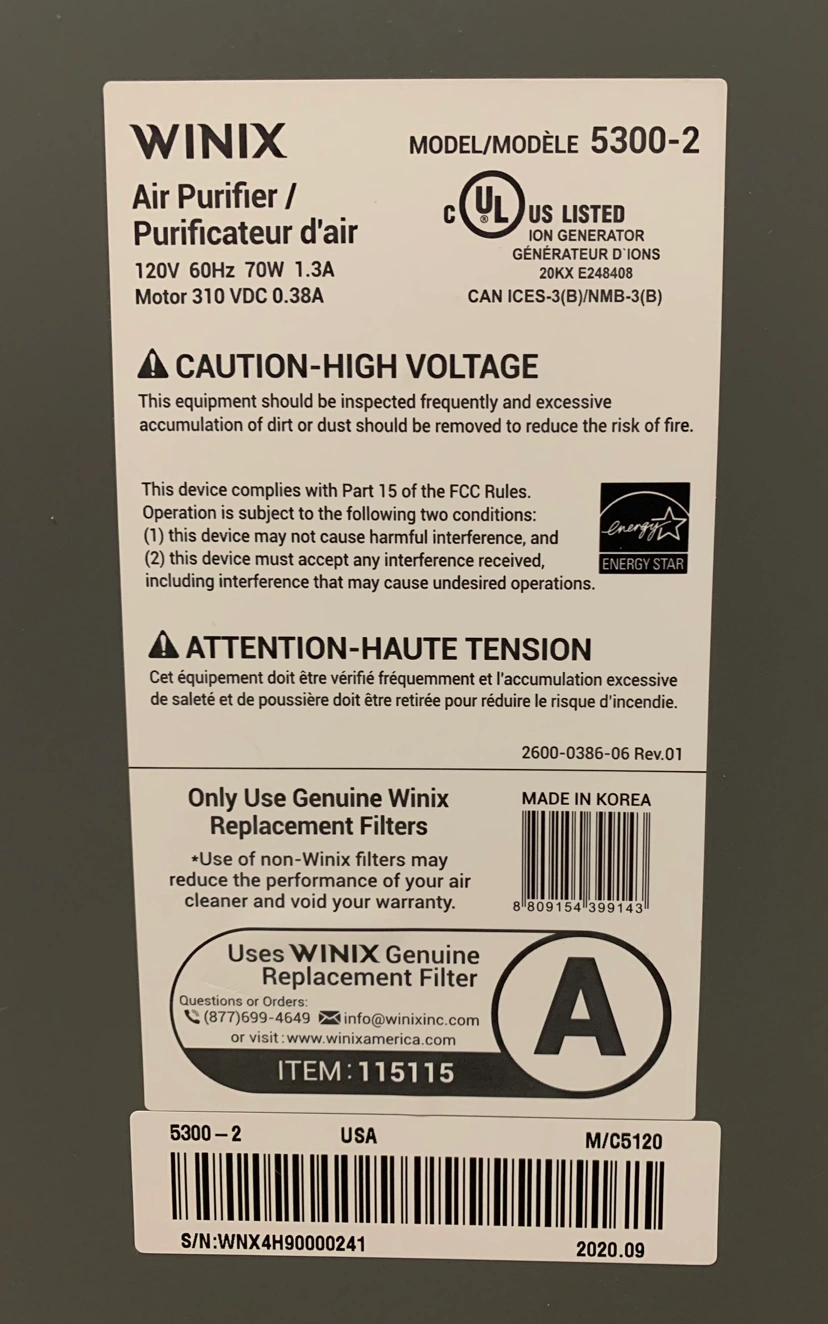 WINIX
MODEL/MODÈLE 5300-2
Air Purifier /
Purificateur d'air
120V 60Hz 70W 1.3A
Motor 310 VDC 0.38A
C UL ® US LISTED
ION GENERATOR
GÉNÉRATEUR D`IONS
20KX E248408
CAN ICES-3(B)/NMB-3(B)
CAUTION-HIGH VOLTAGE
This equipment should be inspected frequently and excessive
accumulation of dirt or dust should be removed to reduce the risk of fire.
This device complies with Part 15 of the FCC Rules.
Operation is subject to the following two conditions:
(1) this device may not cause harmful interference, and
(2) this device must accept any interference received,
including interference that may cause undesired operations.
energy
ENERGY STAR
ATTENTION-HAUTE TENSION
Cet équipement doit être vérifié fréquemment et l'accumulation excessive
de saleté et de poussière doit être retirée pour réduire le risque d'incendie.
2600-0386-06 Rev.01
Only Use Genuine Winix
Replacement Filters
*Use of non-Winix filters may
reduce the performance of your air
cleaner and void your warranty.
MADE IN KOREA
8 809154 399143
Uses WINIX Genuine
Replacement Filter
Questions or Orders:
(877)699-4649 info@winixinc.com
or visit:www.winixamerica.com
ITEM:115115
A
5300-2 USA M/C5120
S/N:WNX4H90000241 2020.09